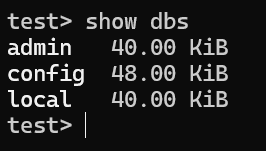 test> show dbs
admin   40.00 KiB
config  48.00 KiB
local   40.00 KiB
test>